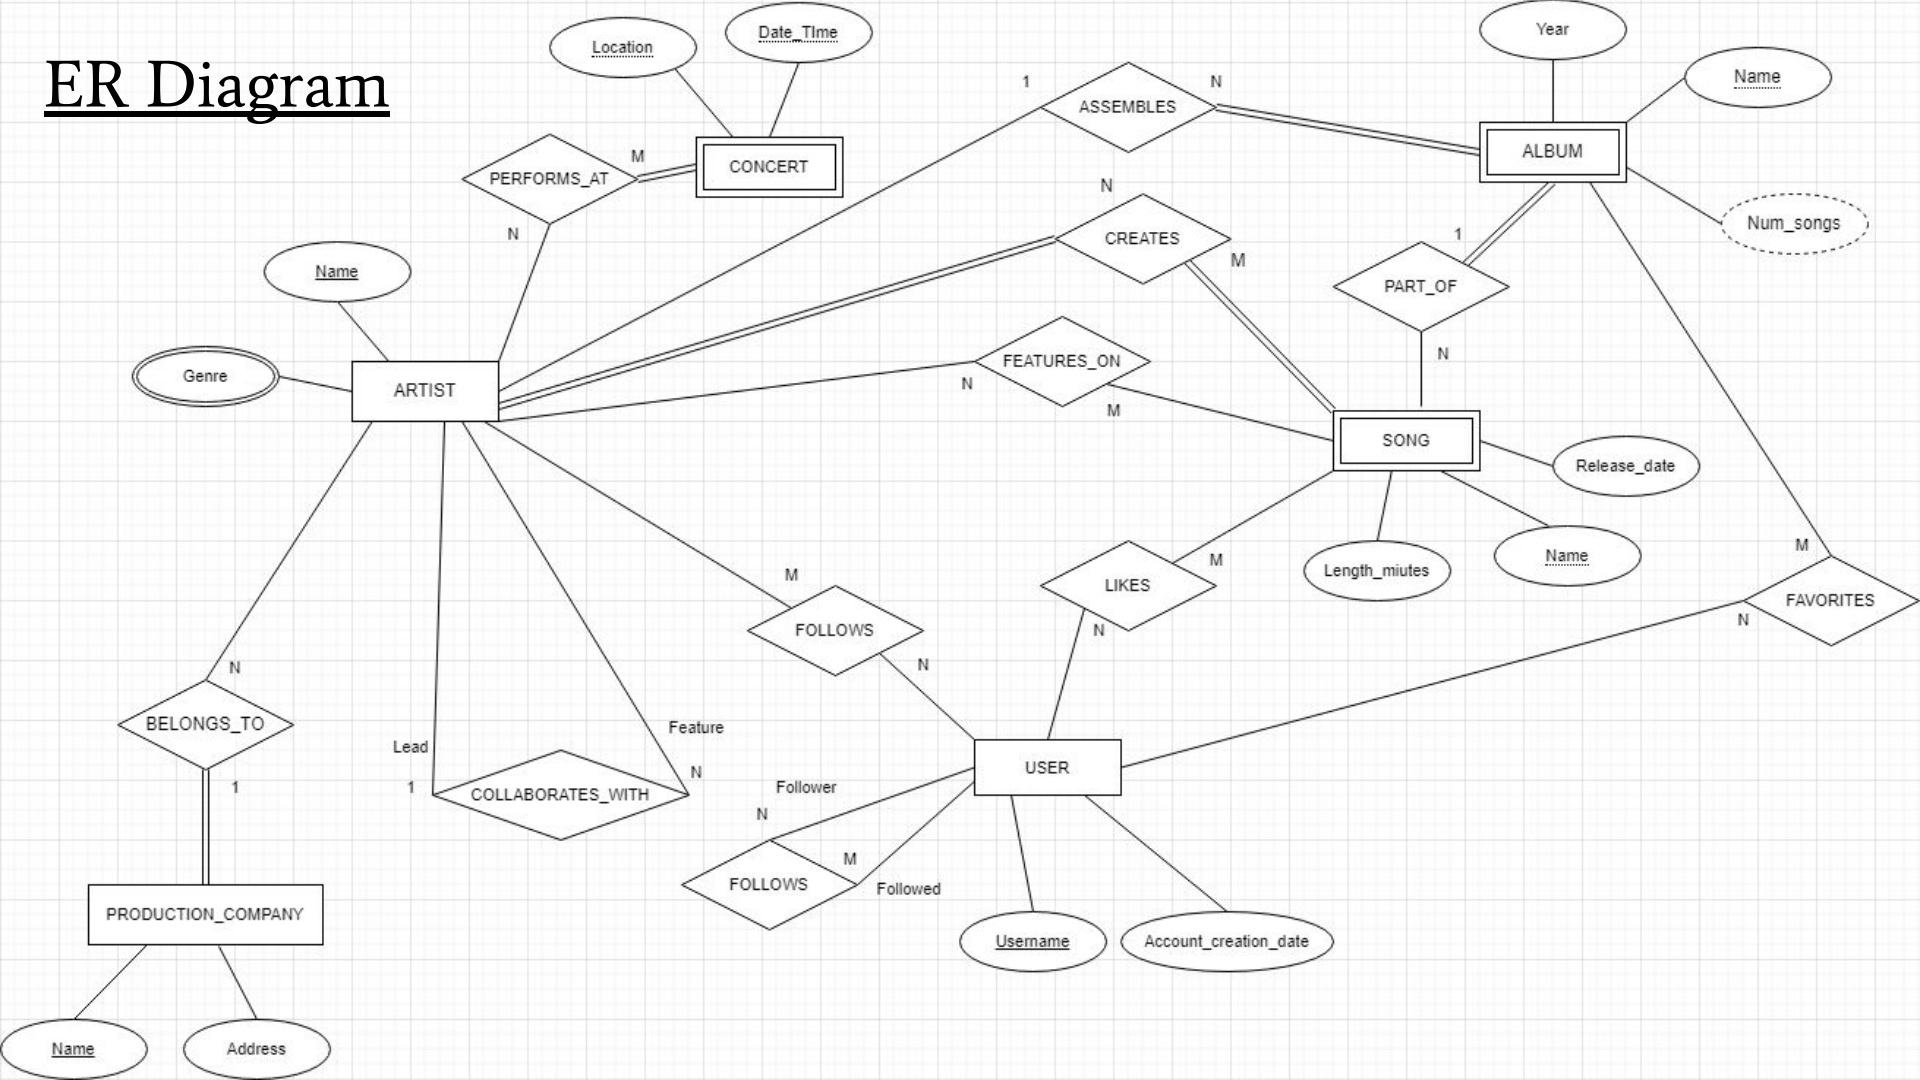 ER Diagram
Location
Date_TIme
Year
Name
1
N
ASSEMBLES
ALBUM
M
CONCERT
PERFORMS_AT
N
N
CREATES
M
Num_songs
1
PART_OF
N
Name
Genre
ARTIST
FEATURES_ON
N
M
SONG
Release_date
Name
Length_miutes
M
LIKES
N
M
FAVORITES
N
M
FOLLOWS
N
N
BELONGS_TO
1
Lead
1
Feature
N
COLLABORATES_WITH
USER
Follower
N
M
FOLLOWS
Followed
PRODUCTION_COMPANY
Username
Account_creation_date
Name
Address